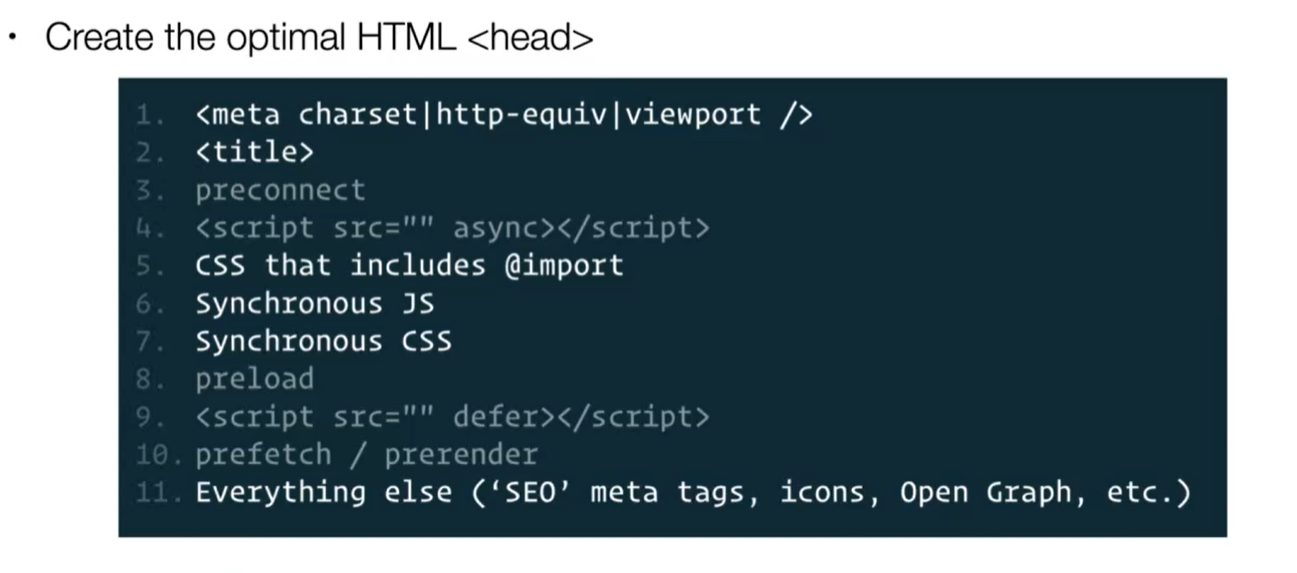 • Create the optimal HTML <head>
1. <meta charset|http-equiv|viewport />
2. <title>
3. preconnect
4. <script src="" async></script>
5. CSS that includes @import
6. Synchronous JS
7. Synchronous CSS
8. preload
9. <script src="" defer></script>
10. prefetch / prerender
11. Everything else (‘SEO’ meta tags, icons, Open Graph, etc.)